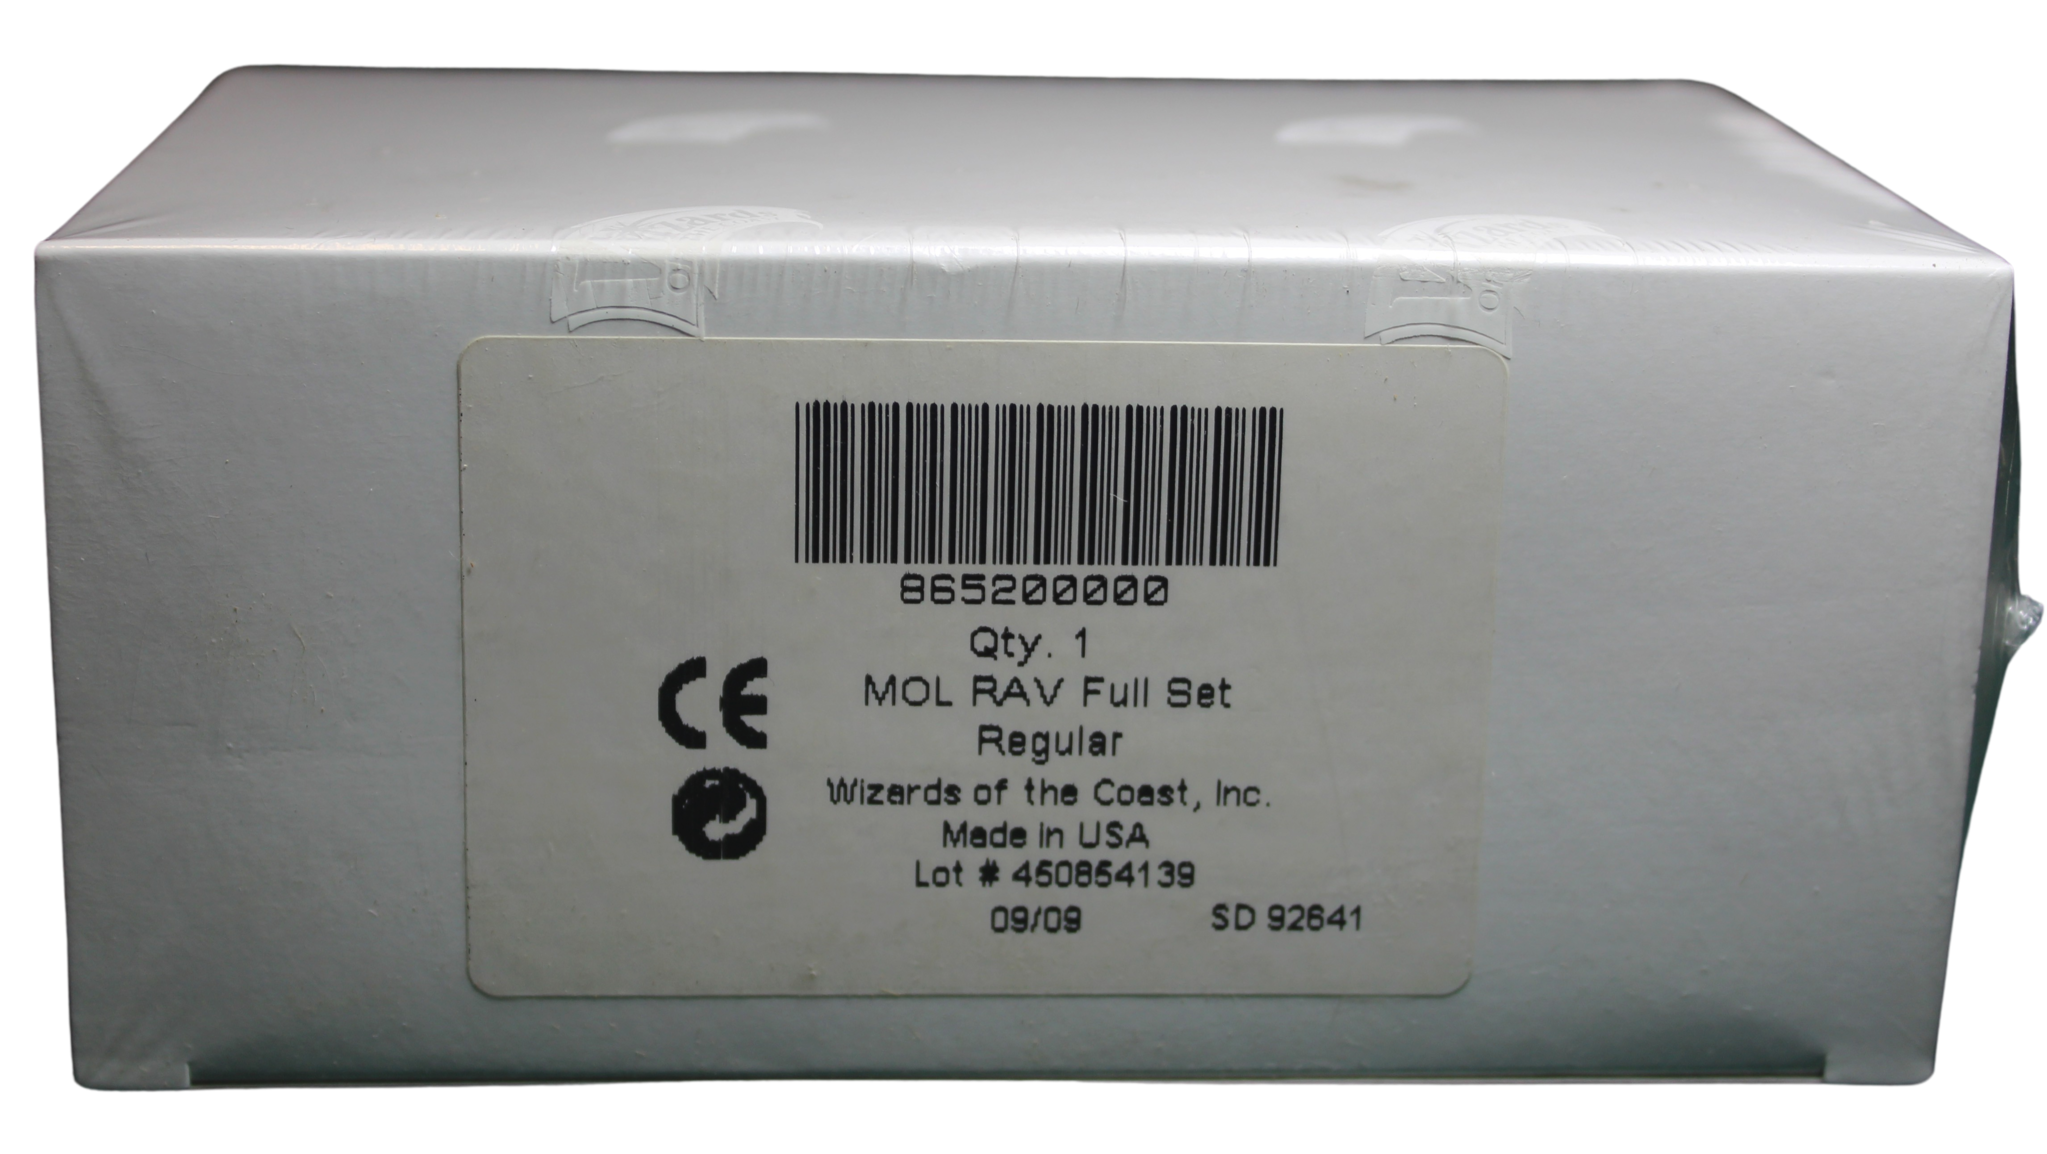 865200000
Qty. 1
MOL RAV Full Set
Regular
Wizards of the Coast, Inc.
CE
Made in USA
Lot # 450854139
09/09 SD 92641